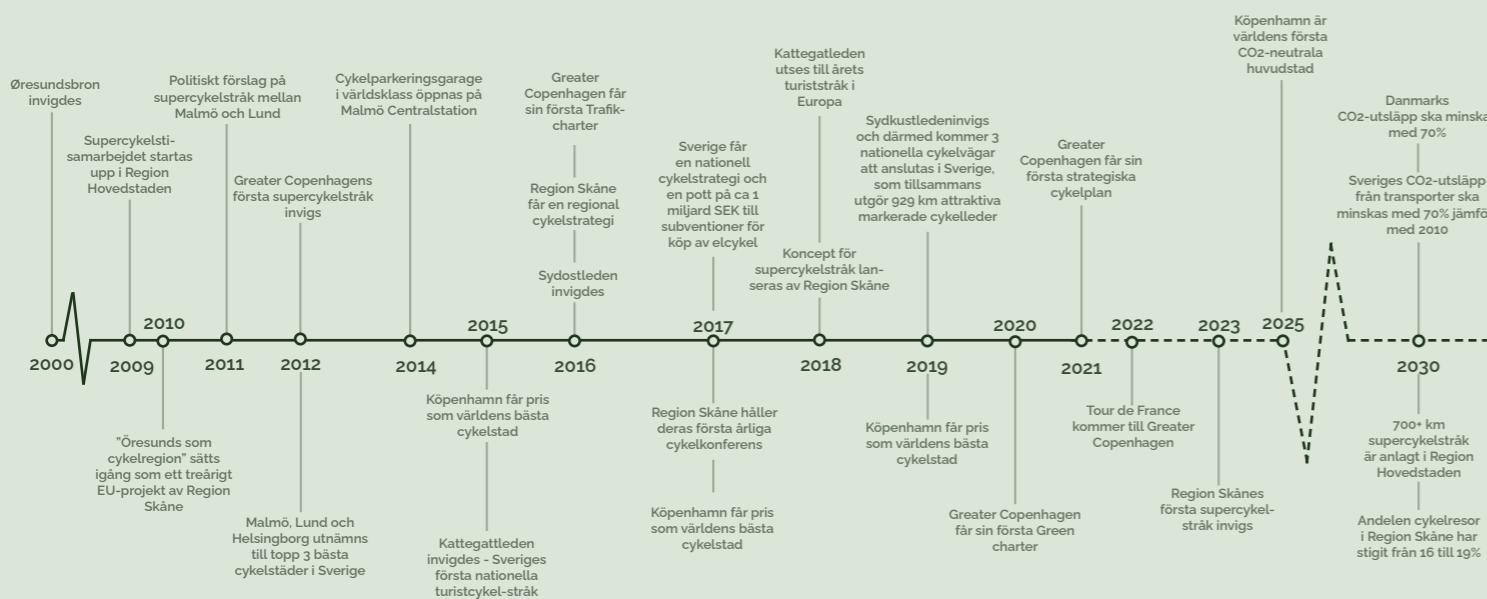 Øresundsbron
invigdes
2000
Supercykelsti-
samarbejdet startas
upp i Region
Hovedstaden
2009
2010
"Öresunds som
cykelregion" sätts
igång som ett treårigt
EU-projekt av Region
Skåne
Politiskt förslag på
supercykelstråk mellan
Malmö och Lund
2011
Greater Copenhagens
första supercykelstråk
invigs
2012
Malmö, Lund och
Helsingborg utnämns
till topp 3 bästa
cykelstäder i Sverige
Cykelparkeringsgarage
i världsklass öppnas på
Malmö Centralstation
2014
2015
Köpenhamn får pris
som världens bästa
cykelstad
Kattegattleden
invigdes - Sveriges
första nationella
turistcykel-stråk
Greater
Copenhagen får
sin första Trafik-
charter
Region Skåne
får en regional
cykelstrategi
Sydostleden
invigdes
2016
Sverige får
en nationell
cykelstrategi och
en pott på ca 1
miljard SEK till
subventioner för
köp av elcykel
2017
Region Skåne håller
deras första årliga
cykelkonferens
Köpenhamn får pris
som världens bästa
cykelstad
Kattegatleden
utses till årets
turiststråk i
Europa
Koncept för
supercykelstråk lan-
seras av Region Skåne
2018
Sydkustledeninvigs
och därmed kommer 3
nationella cykelvägar
att anslutas i Sverige,
som tillsammans
utgör 929 km attraktiva
markerade cykelleder
2019
Köpenhamn får pris
som världens bästa
cykelstad
2020
Greater Copenhagen
får sin första Green
charter
Greater
Copenhagen får sin
första strategiska
cykelplan
2021
2022
Tour de France
kommer till Greater
Copenhagen
2023
Region Skånes
första supercykel-
stråk invigs
Köpenhamn är
världens första
CO2-neutrala
huvudstad
2025
Danmarks
CO2-utsläpp ska minska
med 70%
Sveriges CO2-utsläpp
från transporter ska
minskas med 70% jämfö
med 2010
2030
700+ km
supercykelstråk
är anlagt i Region
Hovedstaden
Andelen cykelresor
i Region Skåne har
stigit från 16 till 19%